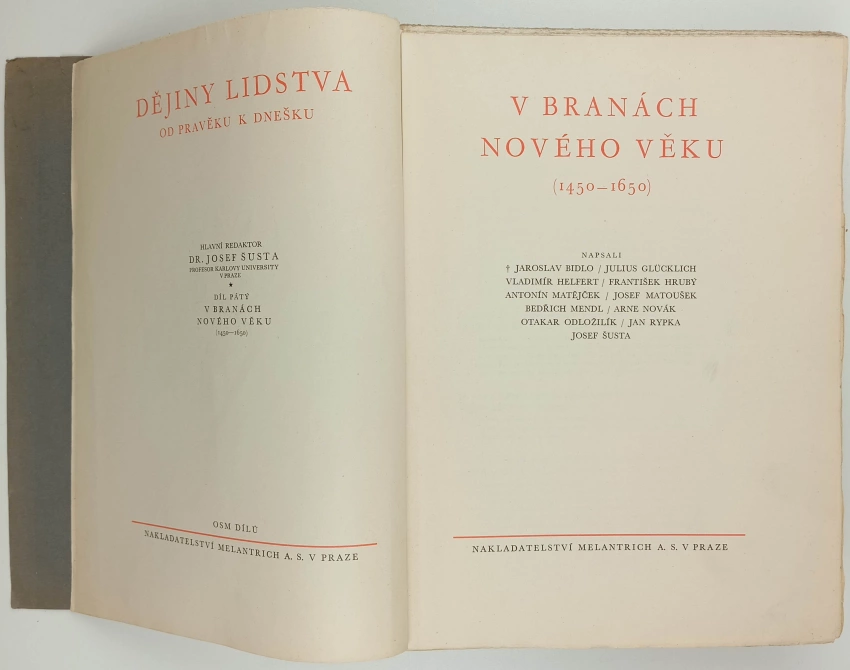 DĚJINY LIDSTVA
OD PRAVĚKU K DNEŠKU
HLAVNÍ REDAKTOR
DR. JOSEF ŠUSTA
PROFESOR KARLOVY UNIVERSITY
V PRAZE
*
DÍL PÁTÝ
V BRANÁCH
NOVÉHO VĚKU
(1450—1650)
OSM DÍLŮ
NAKLADATELSTVÍ MELANTRICH A. S. V PRAZE
V BRANÁCH
NOVÉHO VĚKU
(1450—1650)
NAPSALI
† JAROSLAV BIDLO / JULIUS GLÜCKLICH
VLADIMÍR HELFERT / FRANTIŠEK HRUBÝ
ANTONÍN MATĚJČEK / JOSEF MATOUŠEK
BEDŘICH MENDL / ARNE NOVÁK
OTAKAR ODLOŽILÍK / JAN RYPKA
JOSEF ŠUSTA
NAKLADATELSTVÍ MELANTRICH A. S. V PRAZE